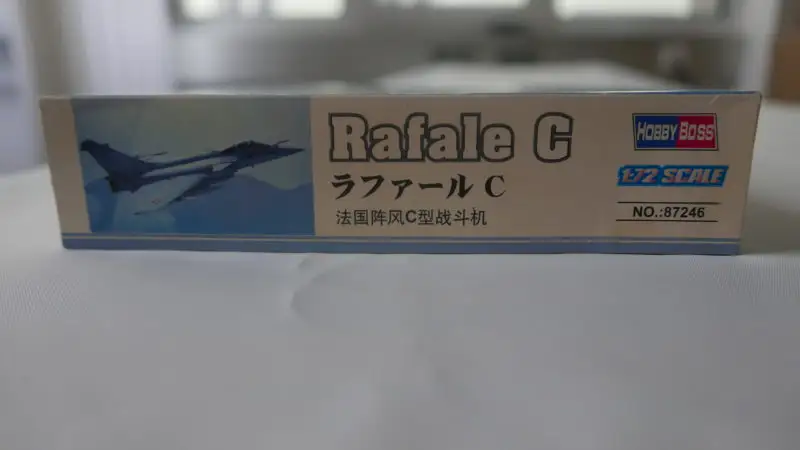 Rafale C
ラファール C
法国阵风C型战斗机
HOBBY BOSS
1:72 SCALE
NO.:87246